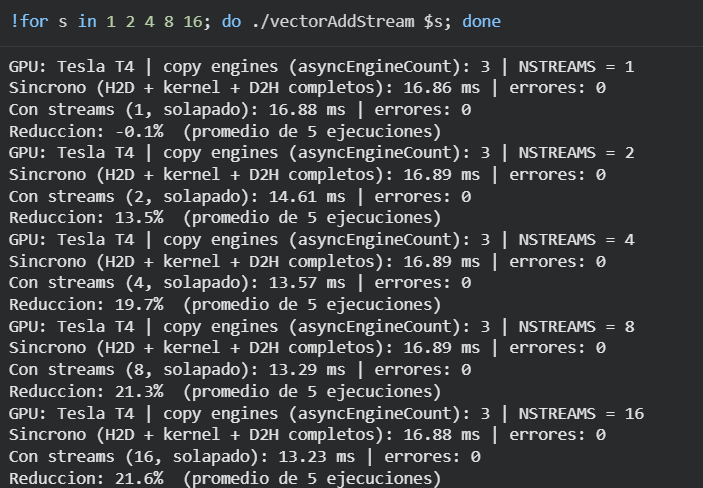 !for s in 1 2 4 8 16; do ./vectorAddStream $s; done
GPU: Tesla T4 | copy engines (asyncEngineCount): 3 | NSTREAMS = 1
Sincrono (H2D + kernel + D2H completos): 16.86 ms | errores: 0
Con streams (1, solapado): 16.88 ms | errores: 0
Reduccion: -0.1%  (promedio de 5 ejecuciones)
GPU: Tesla T4 | copy engines (asyncEngineCount): 3 | NSTREAMS = 2
Sincrono (H2D + kernel + D2H completos): 16.89 ms | errores: 0
Con streams (2, solapado): 14.61 ms | errores: 0
Reduccion: 13.5%  (promedio de 5 ejecuciones)
GPU: Tesla T4 | copy engines (asyncEngineCount): 3 | NSTREAMS = 4
Sincrono (H2D + kernel + D2H completos): 16.89 ms | errores: 0
Con streams (4, solapado): 13.57 ms | errores: 0
Reduccion: 19.7%  (promedio de 5 ejecuciones)
GPU: Tesla T4 | copy engines (asyncEngineCount): 3 | NSTREAMS = 8
Sincrono (H2D + kernel + D2H completos): 16.89 ms | errores: 0
Con streams (8, solapado): 13.29 ms | errores: 0
Reduccion: 21.3%  (promedio de 5 ejecuciones)
GPU: Tesla T4 | copy engines (asyncEngineCount): 3 | NSTREAMS = 16
Sincrono (H2D + kernel + D2H completos): 16.88 ms | errores: 0
Con streams (16, solapado): 13.23 ms | errores: 0
Reduccion: 21.6%  (promedio de 5 ejecuciones)